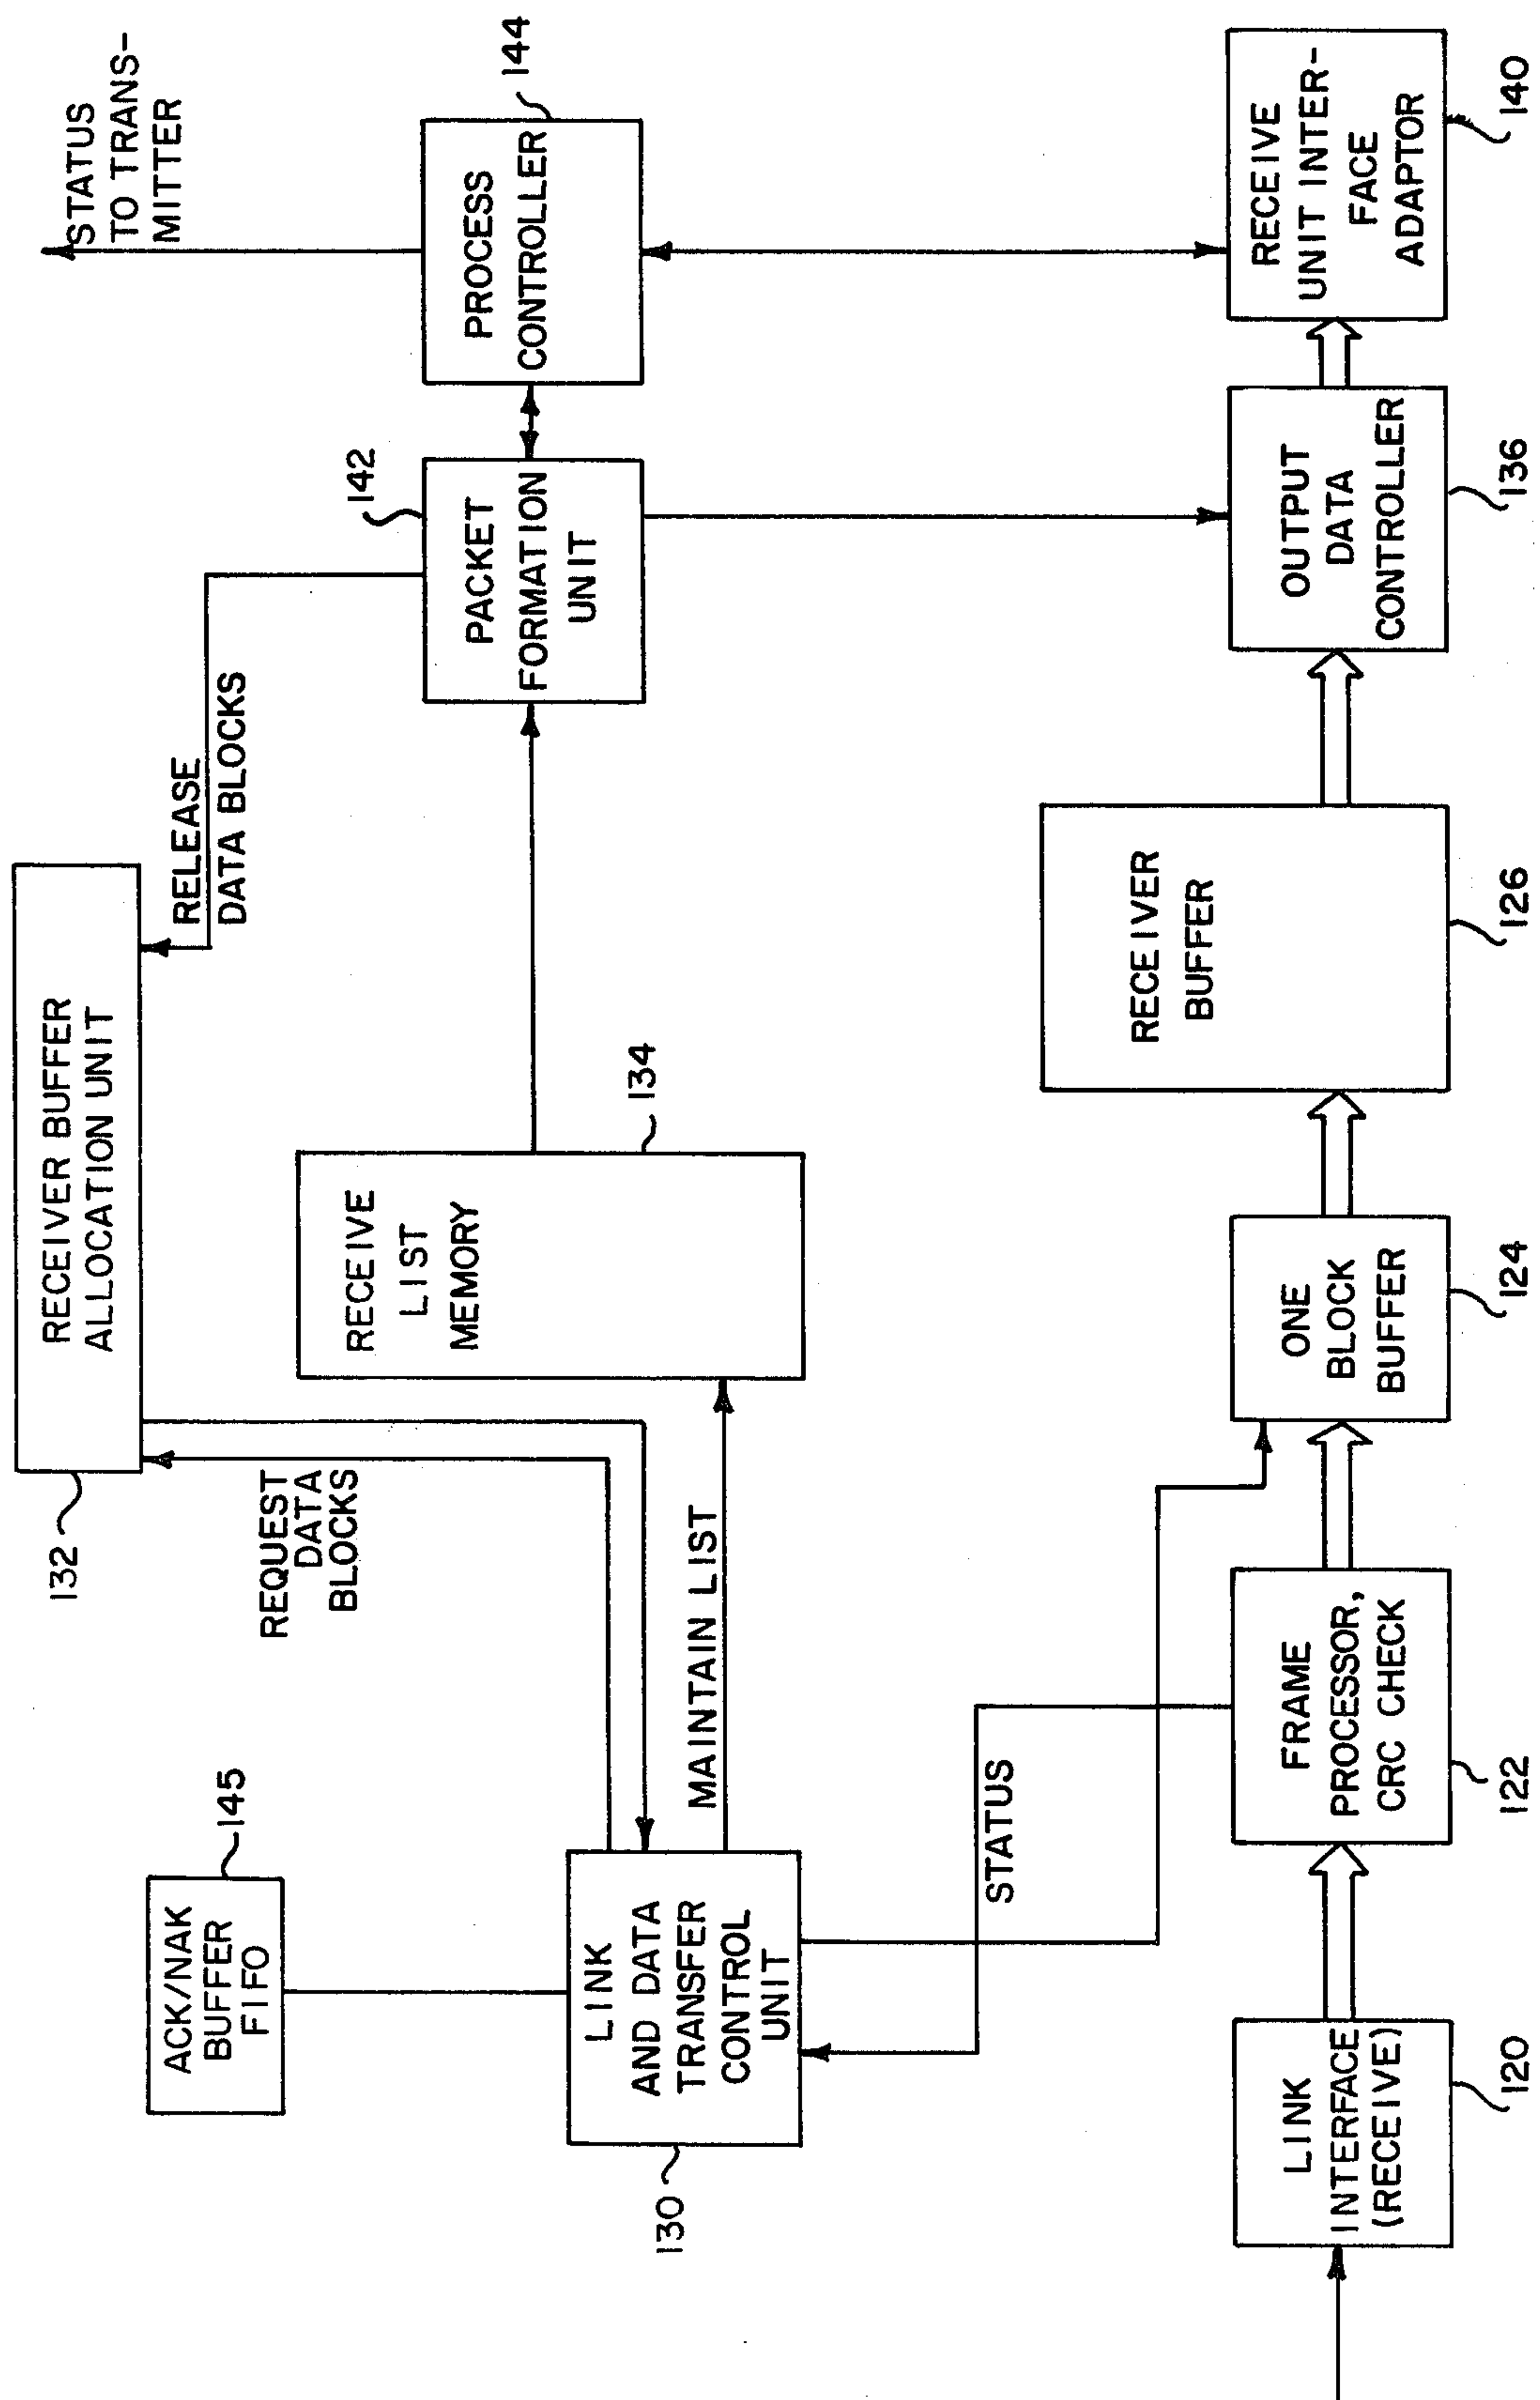 RECEIVER BUFFER
ALLOCATION UNIT
132
STATUS
TO TRANS-
MITTER
RELEASE
DATA BLOCKS
REQUEST
DATA
BLOCKS
ACK/NAK
BUFFER
FIFO
145
RECEIVE
LIST
MEMORY
134
PACKET
FORMATION
UNIT
142
PROCESS
CONTROLLER
144
LINK
AND DATA
TRANSFER
CONTROL
UNIT
130
MAINTAIN LIST
STATUS
LINK
INTERFACE
(RECEIVE)
120
FRAME
PROCESSOR,
CRC CHECK
122
ONE
BLOCK
BUFFER
124
RECEIVER
BUFFER
126
OUTPUT
DATA
CONTROLLER
136
RECEIVE
UNIT INTER-
FACE
ADAPTOR
140